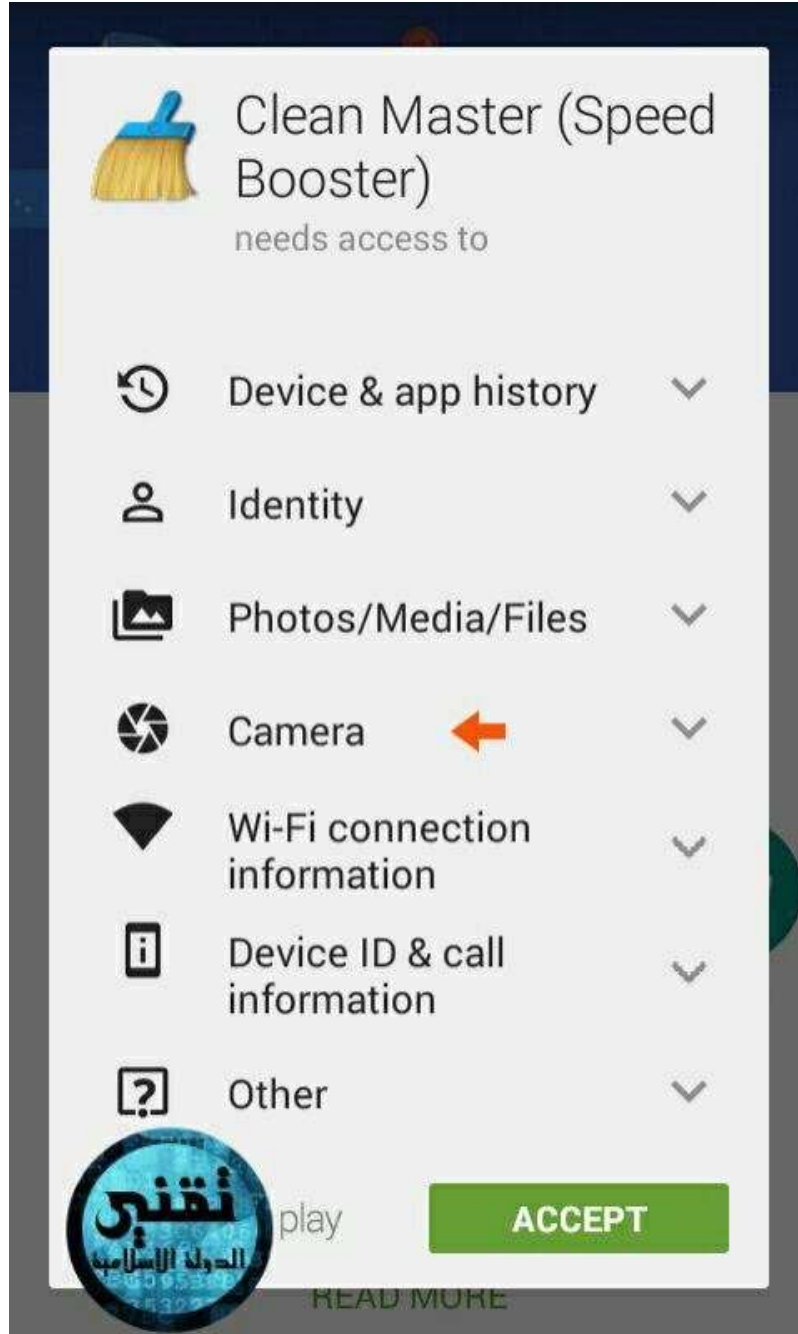 Clean Master (Speed
Booster)
needs access to
Device & app history
Identity
Photos/Media/Files
Camera
Wi-Fi connection
information
Device ID & call
information
Other
play
ACCEPT
تقني
الدولة الاسلامية
READ MORE